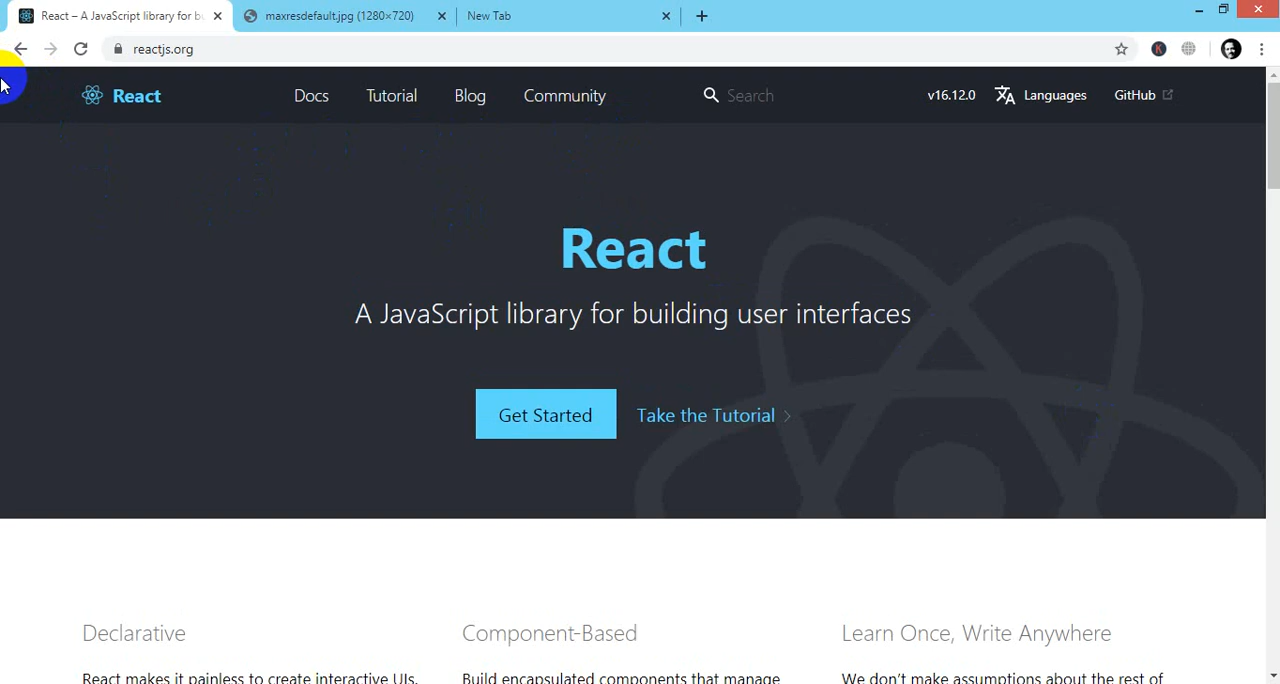 React – A JavaScript library for bu
maxresdefault.jpg (1280×720)
New Tab
reactjs.org
K
React
Docs
Tutorial
Blog
Community
Search
v16.12.0
Languages
GitHub
React
A JavaScript library for building user interfaces
Get Started
Take the Tutorial
Declarative
Component-Based
Learn Once, Write Anywhere
React makes it painless to create interactive UIs.
Build encapsulated components that manage
We don't make assumptions about the rest of